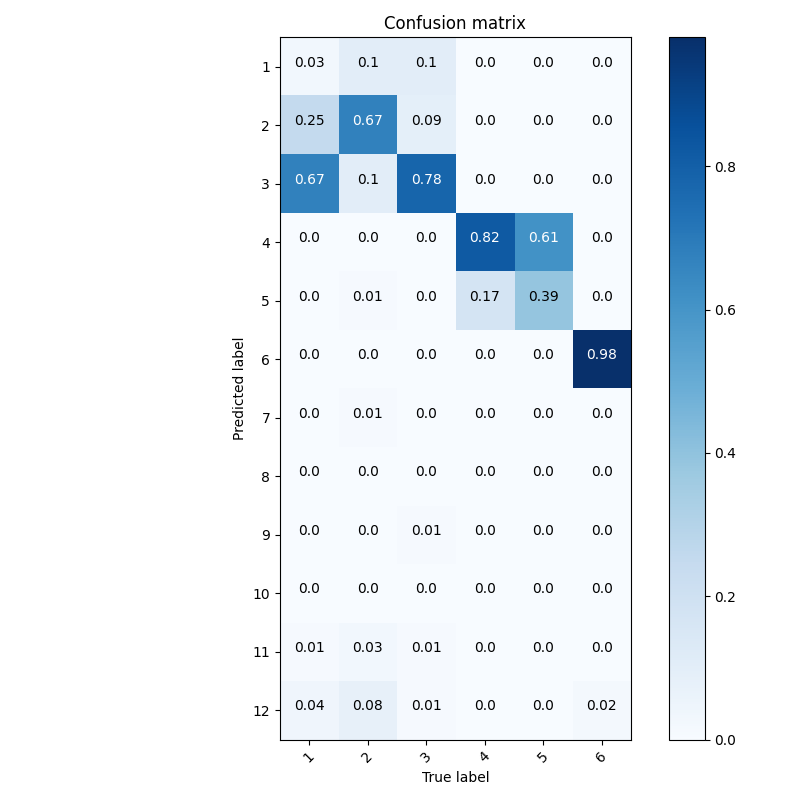 Confusion matrix
1 0.03 0.1 0.1 0.0 0.0 0.0
2 0.25 0.67 0.09 0.0 0.0 0.0
3 0.67 0.1 0.78 0.0 0.0 0.0
4 0.0 0.0 0.0 0.82 0.61 0.0
5 0.0 0.01 0.0 0.17 0.39 0.0
6 0.0 0.0 0.0 0.0 0.0 0.98
7 0.0 0.01 0.0 0.0 0.0 0.0
8 0.0 0.0 0.0 0.0 0.0 0.0
9 0.0 0.0 0.01 0.0 0.0 0.0
10 0.0 0.0 0.0 0.0 0.0 0.0
11 0.01 0.03 0.01 0.0 0.0 0.0
12 0.04 0.08 0.01 0.0 0.0 0.02
1 2 3 4 5 6
True label
Predicted label
0.8
0.6
0.4
0.2
0.0